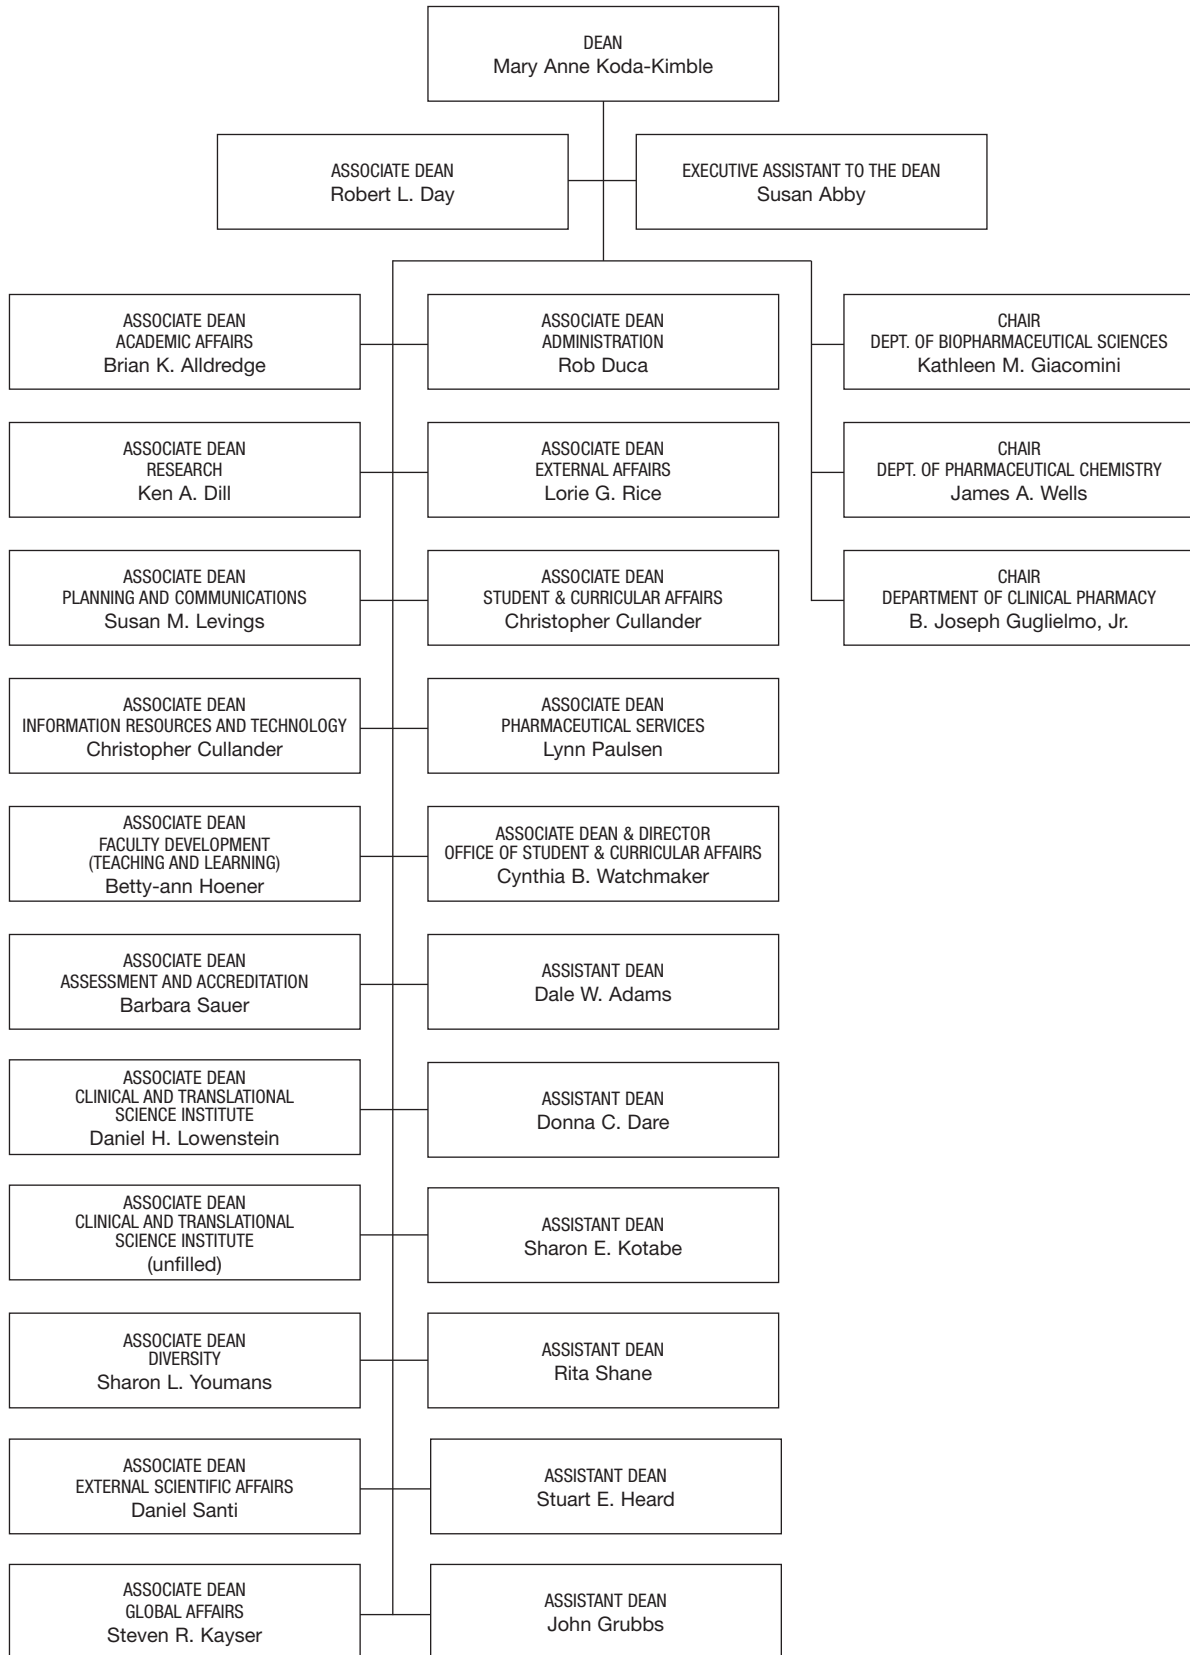 DEAN
Mary Anne Koda-Kimble
ASSOCIATE DEAN
Robert L. Day
EXECUTIVE ASSISTANT TO THE DEAN
Susan Abby
ASSOCIATE DEAN
ACADEMIC AFFAIRS
Brian K. Alldredge
ASSOCIATE DEAN
ADMINISTRATION
Rob Duca
CHAIR
DEPT. OF BIOPHARMACEUTICAL SCIENCES
Kathleen M. Giacomini
ASSOCIATE DEAN
RESEARCH
Ken A. Dill
ASSOCIATE DEAN
EXTERNAL AFFAIRS
Lorie G. Rice
CHAIR
DEPT. OF PHARMACEUTICAL CHEMISTRY
James A. Wells
ASSOCIATE DEAN
PLANNING AND COMMUNICATIONS
Susan M. Levings
ASSOCIATE DEAN
STUDENT & CURRICULAR AFFAIRS
Christopher Cullander
CHAIR
DEPARTMENT OF CLINICAL PHARMACY
B. Joseph Guglielmo, Jr.
ASSOCIATE DEAN
INFORMATION RESOURCES AND TECHNOLOGY
Christopher Cullander
ASSOCIATE DEAN
PHARMACEUTICAL SERVICES
Lynn Paulsen
ASSOCIATE DEAN
FACULTY DEVELOPMENT
(TEACHING AND LEARNING)
Betty-ann Hoener
ASSOCIATE DEAN & DIRECTOR
OFFICE OF STUDENT & CURRICULAR AFFAIRS
Cynthia B. Watchmaker
ASSOCIATE DEAN
ASSESSMENT AND ACCREDITATION
Barbara Sauer
ASSISTANT DEAN
Dale W. Adams
ASSOCIATE DEAN
CLINICAL AND TRANSLATIONAL
SCIENCE INSTITUTE
Daniel H. Lowenstein
ASSISTANT DEAN
Donna C. Dare
ASSOCIATE DEAN
CLINICAL AND TRANSLATIONAL
SCIENCE INSTITUTE
(unfilled)
ASSISTANT DEAN
Sharon E. Kotabe
ASSOCIATE DEAN
DIVERSITY
Sharon L. Youmans
ASSISTANT DEAN
Rita Shane
ASSOCIATE DEAN
EXTERNAL SCIENTIFIC AFFAIRS
Daniel Santi
ASSISTANT DEAN
Stuart E. Heard
ASSOCIATE DEAN
GLOBAL AFFAIRS
Steven R. Kayser
ASSISTANT DEAN
John Grubbs